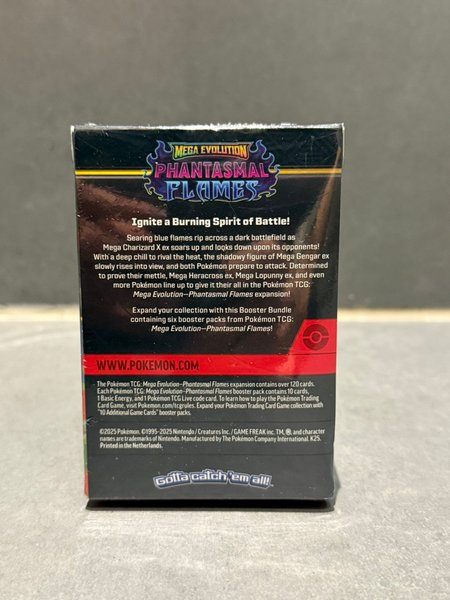 MEGA EVOLUTION
PHANTASMAL
FLAMES
Ignite a Burning Spirit of Battle!
Searing blue flames rip across a dark battlefield as
Mega Charizard X ex soars up and looks down upon its opponents!
With a deep chill to rival the heat, the shadowy figure of Mega Gengar ex
slowly rises into view, and both Pokémon prepare to attack. Determined
to prove their mettle, Mega Heracross ex, Mega Lopunny ex, and even
more Pokémon line up to give it their all in the Pokémon TCG:
Mega Evolution—Phantasmal Flames expansion!
Expand your collection with this Booster Bundle
containing six booster packs from Pokémon TCG:
Mega Evolution—Phantasmal Flames!
WWW.POKEMON.COM
The Pokémon TCG: Mega Evolution—Phantasmal Flames expansion contains over 120 cards.
Each Pokémon TCG: Mega Evolution—Phantasmal Flames booster pack contains 10 cards,
1 Basic Energy, and 1 Pokémon TCG Live code card. To learn how to play the Pokémon Trading
Card Game, visit Pokemon.com/tcgrules. Expand your Pokémon Trading Card Game collection with
"10 Additional Game Cards" booster packs.
©2025 Pokémon. ©1995–2025 Nintendo / Creatures Inc. / GAME FREAK inc. TM, ®, and character
names are trademarks of Nintendo. Manufactured by The Pokémon Company International. K25.
Printed in the Netherlands.
Gotta catch 'em all!